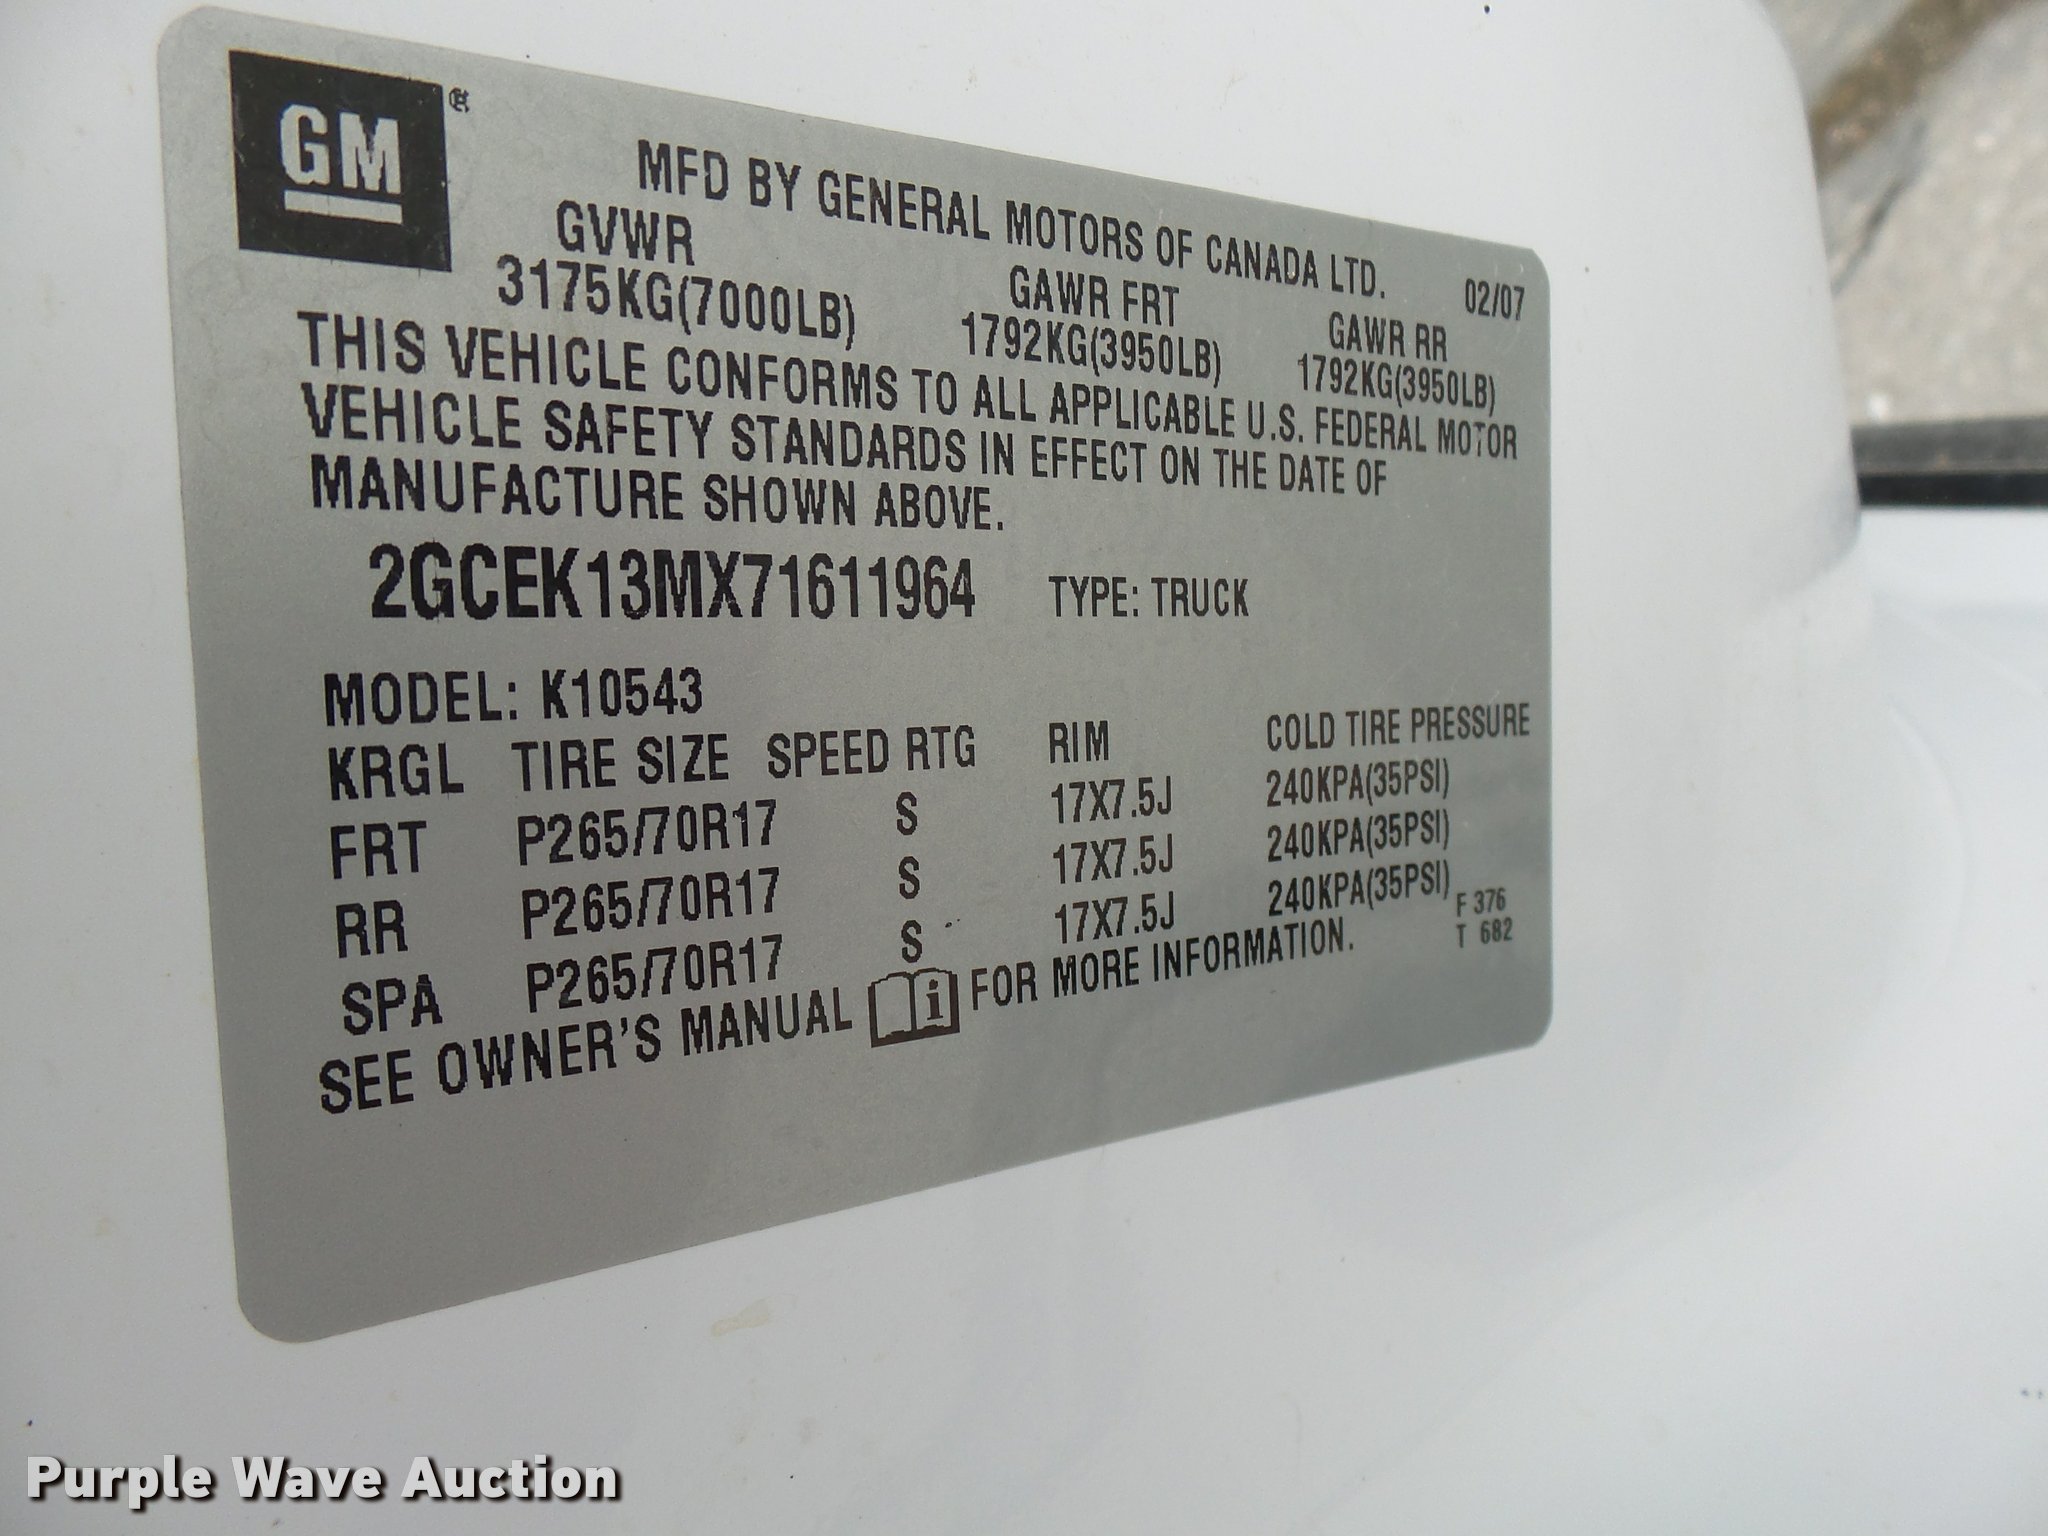 GM®
MFD BY GENERAL MOTORS OF CANADA LTD.
02/07
GVWR GAWR FRT GAWR RR
3175KG(7000LB) 1792KG(3950LB) 1792KG(3950LB)
THIS VEHICLE CONFORMS TO ALL APPLICABLE U.S. FEDERAL MOTOR
VEHICLE SAFETY STANDARDS IN EFFECT ON THE DATE OF
MANUFACTURE SHOWN ABOVE.
2GCEK13MX71611964 TYPE: TRUCK
MODEL: K10543
KRGL TIRE SIZE SPEED RTG RIM COLD TIRE PRESSURE
FRT P265/70R17 S 17X7.5J 240KPA(35PSI)
RR P265/70R17 S 17X7.5J 240KPA(35PSI)
SPA P265/70R17 S 17X7.5J 240KPA(35PSI)
SEE OWNER'S MANUAL i FOR MORE INFORMATION.
F 376
T 682
Purple Wave Auction